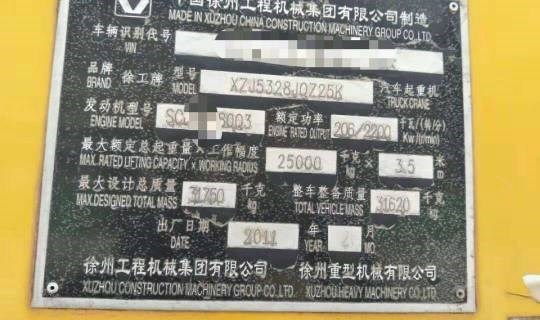 中国徐州工程机械集团有限公司制造
MADE IN XUZHOU CHINA CONSTRUCTION MACHINERY GROUP CO.LTD
车辆识别代号
VIN
品牌 徐工牌 型号 XZJ5328JQZ25K 汽车起重机
BRAND MODEL TRUCK CRANE
发动机型号 额定功率 206/2200 千瓦/(转/分)
ENGINE MODEL ENGINE RATED OUTPUT Kw/(r/min)
最大额定总起重量×工作幅度 25000 千克 × 3.5 米
MAX. RATED LIFTING CAPACITY × WORKING RADIUS kg m
最大设计总质量 31750 千克 整车整备质量 31620 千克
MAX.DESIGNED TOTAL MASS kg TOTAL VEHICLE MASS kg
出厂日期 2011 年 月
DATE YEAR MO.
徐州工程机械集团有限公司 徐州重型机械有限公司
XUZHOU CONSTRUCTION MACHINERY GROUP CO.LTD XUZHOU HEAVY MACHINERY CO.LTD